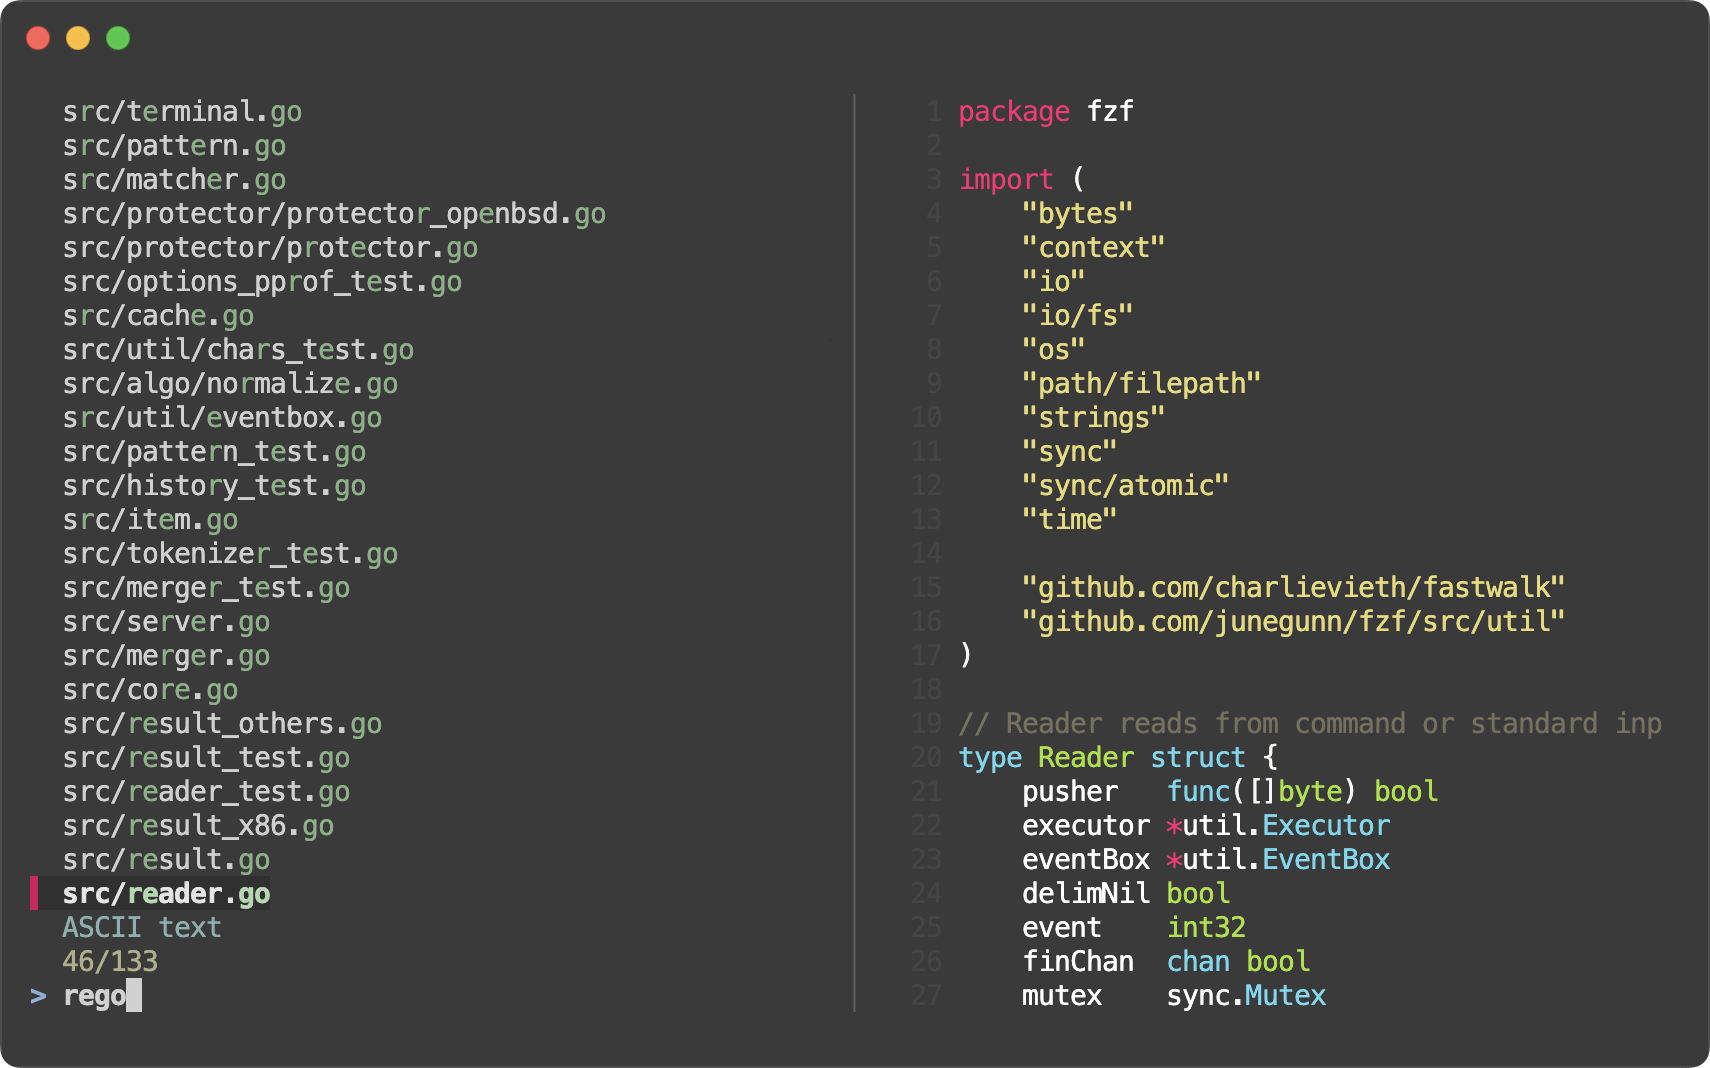 src/terminal.go
src/pattern.go
src/matcher.go
src/protector/protector_openbsd.go
src/protector/protector.go
src/options_pprof_test.go
src/cache.go
src/util/chars_test.go
src/algo/normalize.go
src/util/eventbox.go
src/pattern_test.go
src/history_test.go
src/item.go
src/tokenizer_test.go
src/merger_test.go
src/server.go
src/merger.go
src/core.go
src/result_others.go
src/result_test.go
src/reader_test.go
src/result_x86.go
src/result.go
src/reader.go
ASCII text
46/133
> rego
1 package fzf
2
3 import (
4     "bytes"
5     "context"
6     "io"
7     "io/fs"
8     "os"
9     "path/filepath"
10     "strings"
11     "sync"
12     "sync/atomic"
13     "time"
14
15     "github.com/charlievieth/fastwalk"
16     "github.com/junegunn/fzf/src/util"
17 )
18
19 // Reader reads from command or standard inp
20 type Reader struct {
21     pusher   func([]byte) bool
22     executor *util.Executor
23     eventBox *util.EventBox
24     delimNil bool
25     event    int32
26     finChan  chan bool
27     mutex    sync.Mutex